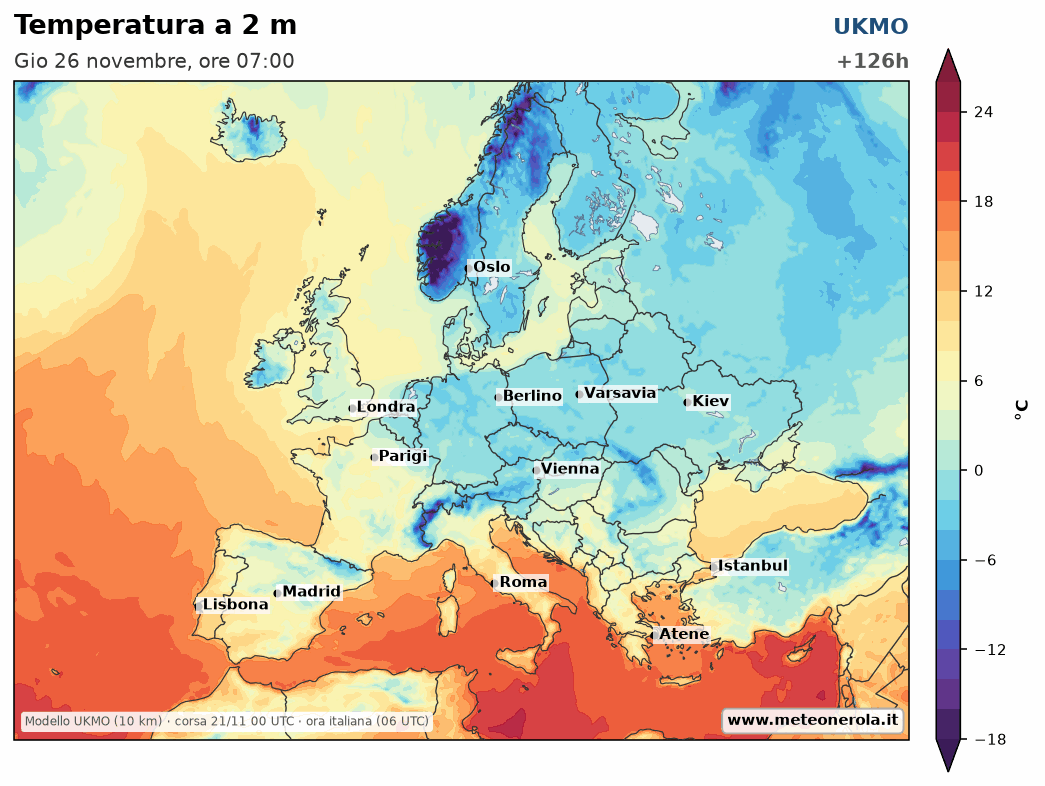 Temperatura a 2 m
UKMO
Gio 26 novembre, ore 07:00
+126h
24
18
12
6
0
−6
−12
−18
°C
Oslo
Londra
Berlino
Varsavia
Kiev
Parigi
Vienna
Istanbul
Roma
Madrid
Lisbona
Atene
Modello UKMO (10 km) · corsa 21/11 00 UTC · ora italiana (06 UTC)
www.meteonerola.it